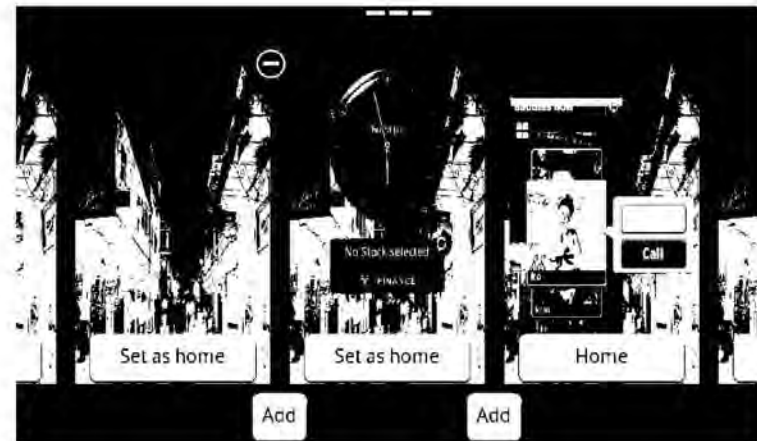 No Stock selected
FINANCE
Call
Set as home
Set as home
Home
Add
Add